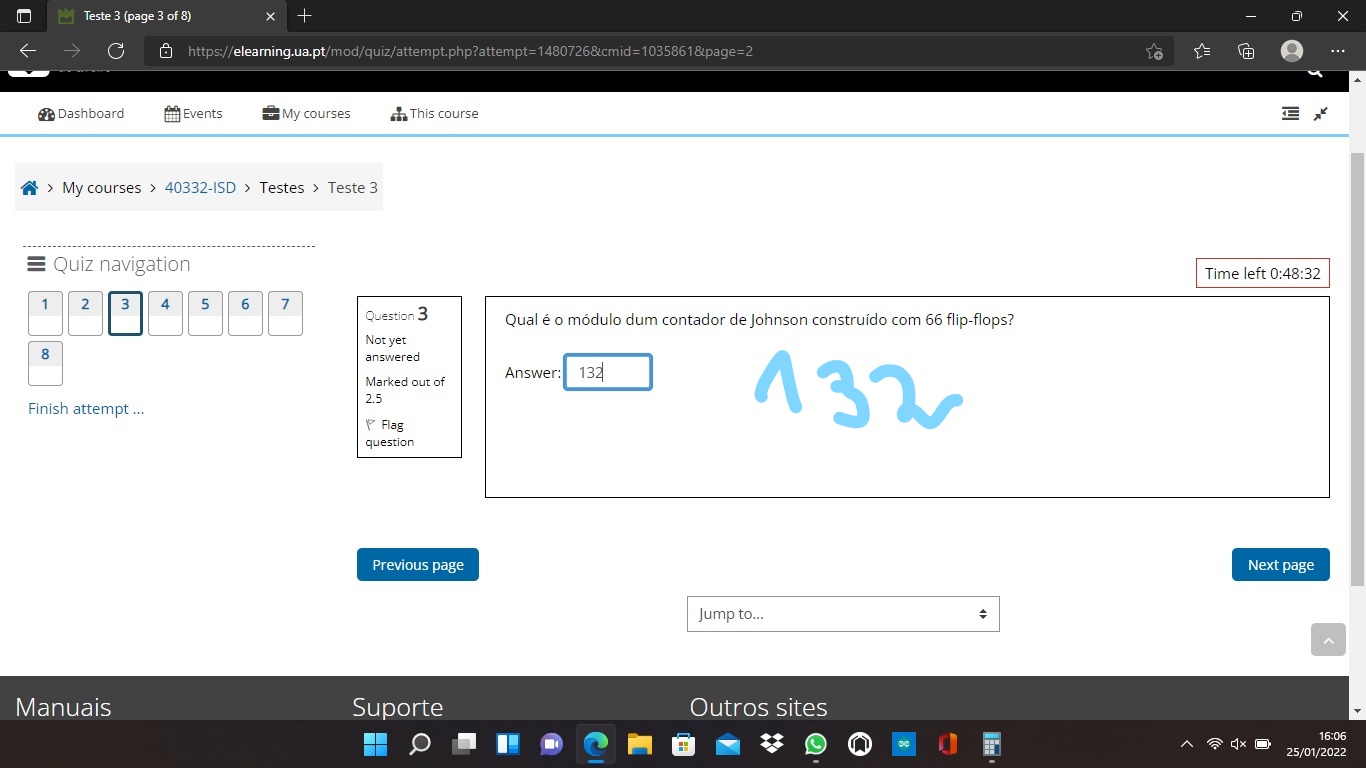 Teste 3 (page 3 of 8)
https://elearning.ua.pt/mod/quiz/attempt.php?attempt=1480726&cmid=1035861&page=2
Dashboard Events My courses This course
My courses > 40332-ISD > Testes > Teste 3
Quiz navigation
1 2 3 4 5 6 7
8
Finish attempt ...
Time left 0:48:32
Question 3
Not yet
answered
Marked out of
2.5
Flag
question
Qual é o módulo dum contador de Johnson construído com 66 flip-flops?
Answer: 132
132
Previous page
Next page
Jump to...
Manuais Suporte Outros sites
16:06
25/01/2022